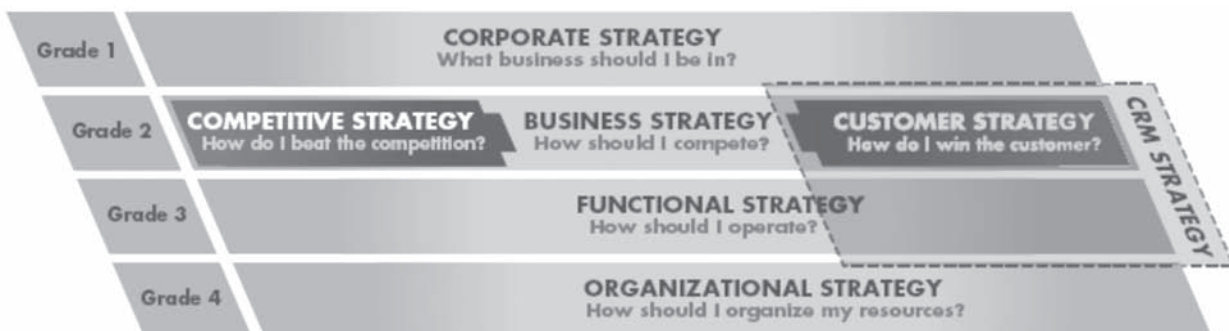 Grade 1
CORPORATE STRATEGY
What business should I be in?
Grade 2
COMPETITIVE STRATEGY
How do I beat the competition?
BUSINESS STRATEGY
How should I compete?
CUSTOMER STRATEGY
How do I win the customer?
CRM STRATEGY
Grade 3
FUNCTIONAL STRATEGY
How should I operate?
Grade 4
ORGANIZATIONAL STRATEGY
How should I organize my resources?